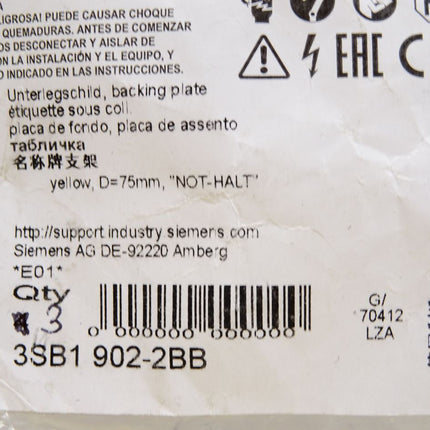 LIGROSA! PUEDE CAUSAR CHOQUE
QUEMADURAS. ANTES DE COMENZAR
OS DESCONECTAR Y AISLAR DE
N LA INSTALACIÓN Y EL EQUIPO, Y
O INDICADO EN LAS INSTRUCCIONES.
EAC C
Unterlegschild, backing plate
étiquette sous coll.
placa de fondo, placa de assento
табличка
名称牌支架
yellow, D=75mm, "NOT-HALT"
http://support.industry.siemens.com
Siemens AG DE-92220 Amberg
*E01*
Qty
3
0 000000 000000
G/
70412
LZA
3SB1 902-2BB